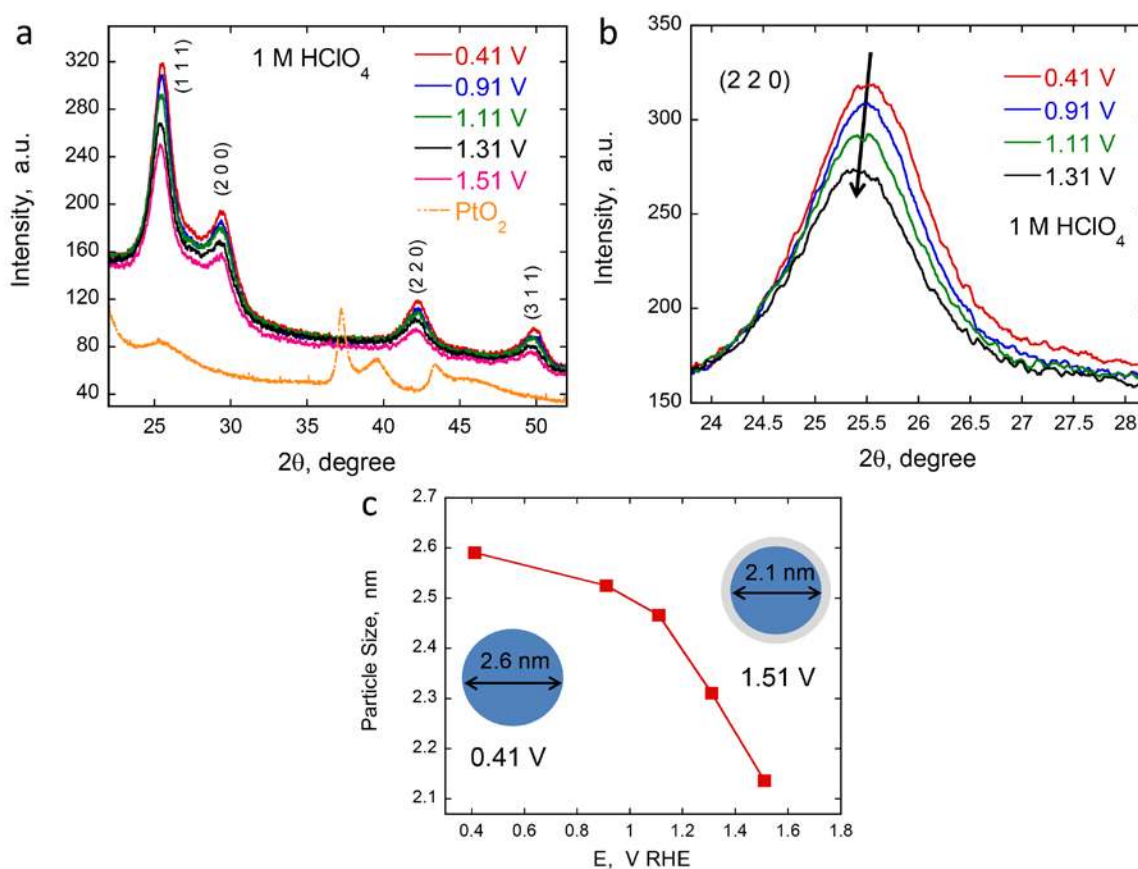 a
1 M HClO4
0.41 V
0.91 V
1.11 V
1.31 V
1.51 V
PtO2
(1 1 1)
(2 0 0)
(2 2 0)
(3 1 1)
Intensity, a.u.
320
280
240
200
160
120
80
40
25 30 35 40 45 50
2θ, degree
b
(2 2 0)
0.41 V
0.91 V
1.11 V
1.31 V
1 M HClO4
Intensity, a.u.
350
300
250
200
150
24 24.5 25 25.5 26 26.5 27 27.5 28
2θ, degree
c
Particle Size, nm
2.7
2.6
2.5
2.4
2.3
2.2
2.1
2.6 nm
0.41 V
2.1 nm
1.51 V
0.4 0.6 0.8 1 1.2 1.4 1.6 1.8
E, V RHE